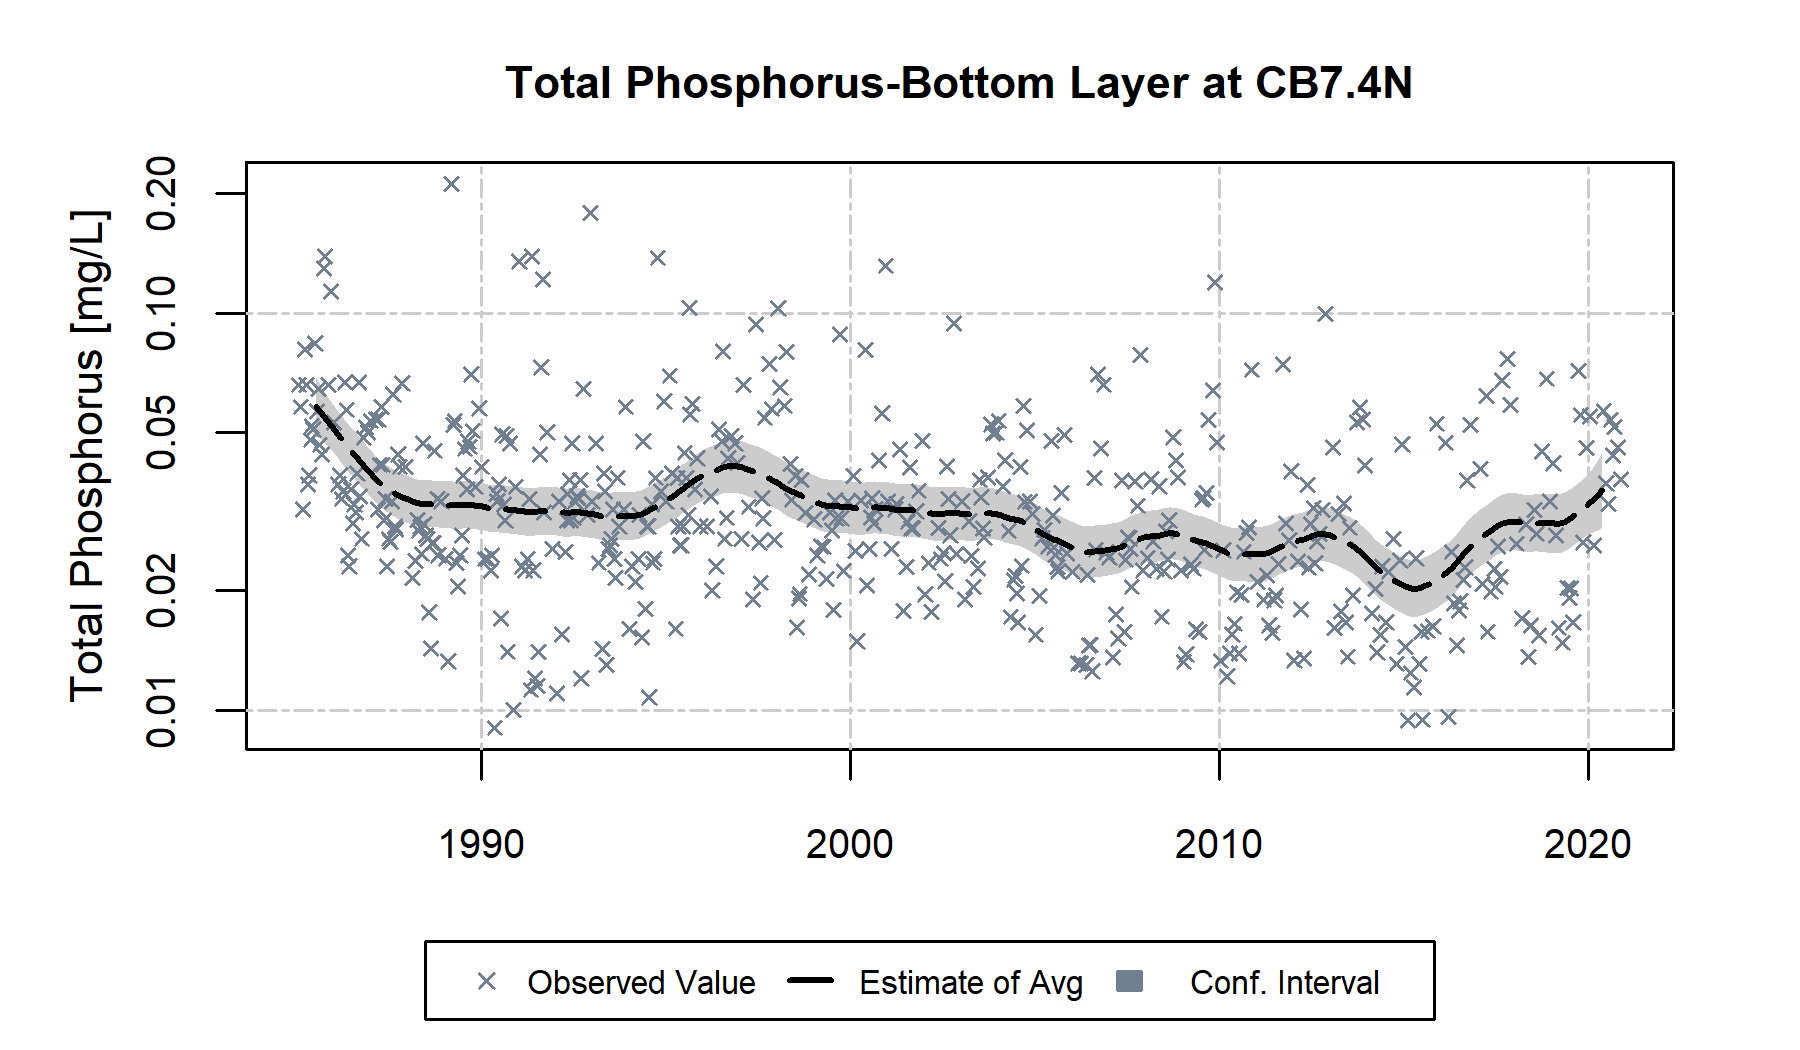 Total Phosphorus-Bottom Layer at CB7.4N
Total Phosphorus [mg/L]
0.20
0.10
0.05
0.02
0.01
1990 2000 2010 2020
Observed Value Estimate of Avg Conf. Interval